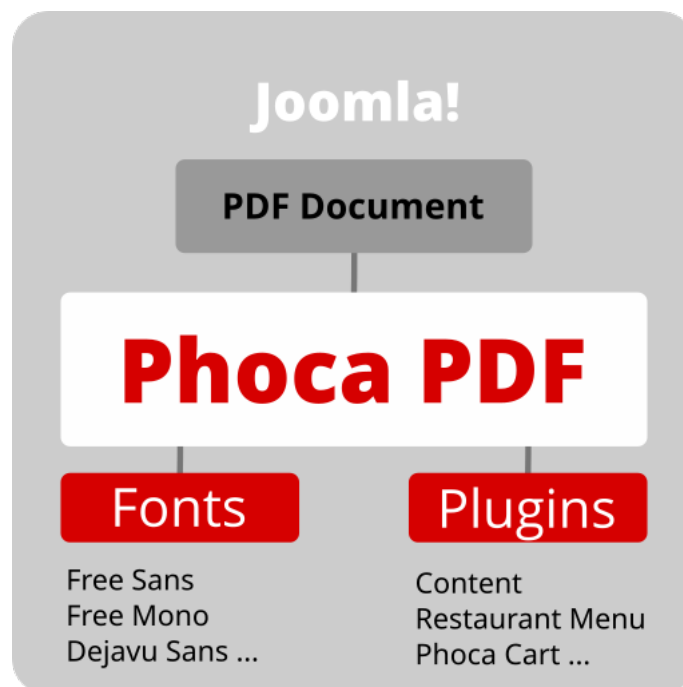 Joomla!
PDF Document
Phoca PDF
Fonts
Free Sans
Free Mono
Dejavu Sans ...
Plugins
Content
Restaurant Menu
Phoca Cart ...